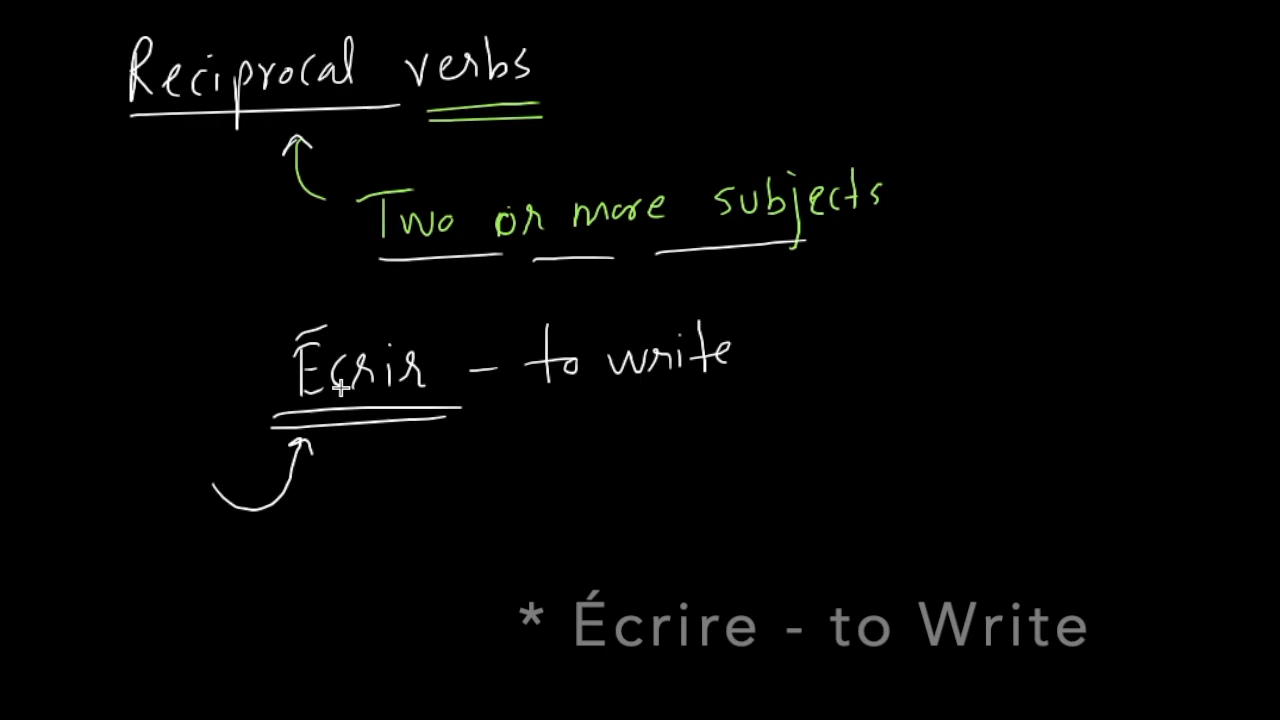 Reciprocal verbs
Two or more subjects
Écrir - to write
* Écrire - to Write